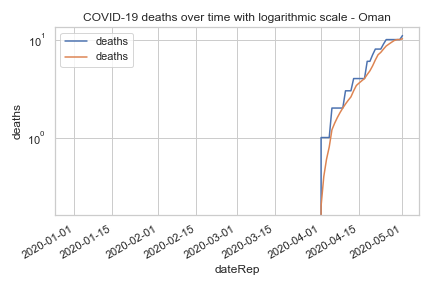 COVID-19 deaths over time with logarithmic scale - Oman
deaths
deaths
10¹
10⁰
deaths
2020-01-01
2020-01-15
2020-02-01
2020-02-15
2020-03-01
2020-03-15
2020-04-01
2020-04-15
2020-05-01
dateRep